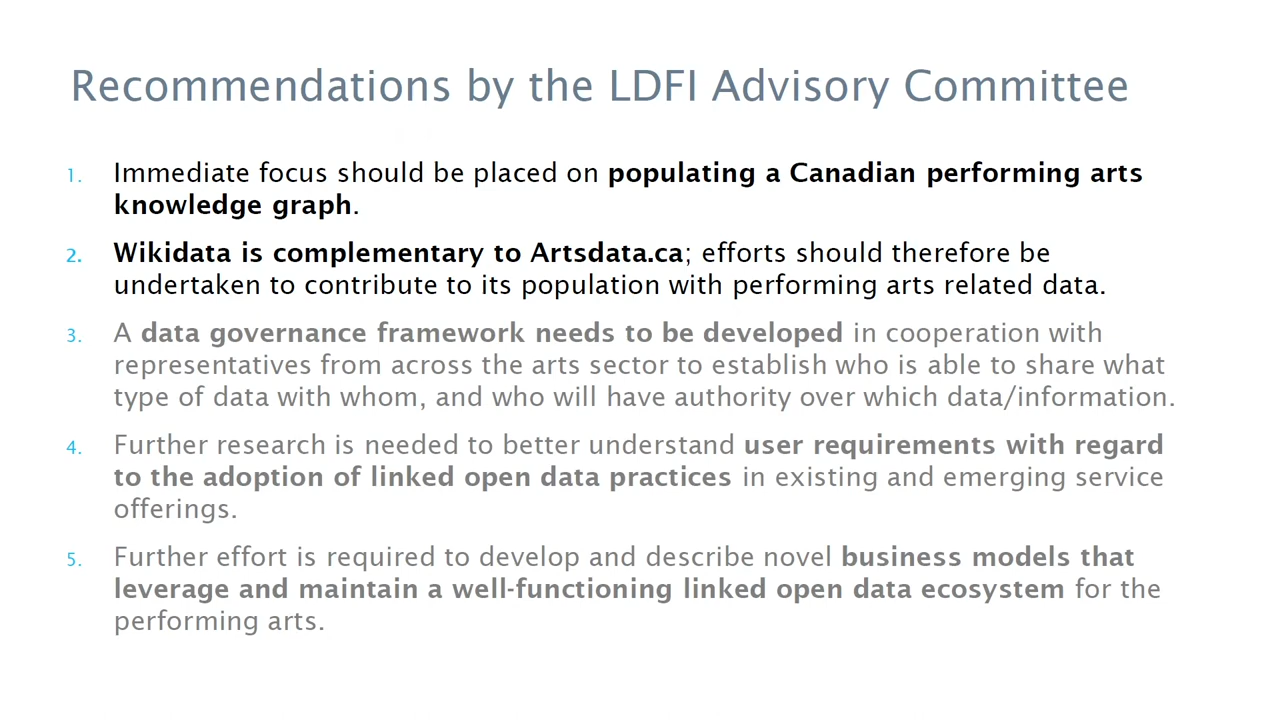 Recommendations by the LDFI Advisory Committee
1. Immediate focus should be placed on populating a Canadian performing arts
knowledge graph.
2. Wikidata is complementary to Artsdata.ca; efforts should therefore be
undertaken to contribute to its population with performing arts related data.
3. A data governance framework needs to be developed in cooperation with
representatives from across the arts sector to establish who is able to share what
type of data with whom, and who will have authority over which data/information.
4. Further research is needed to better understand user requirements with regard
to the adoption of linked open data practices in existing and emerging service
offerings.
5. Further effort is required to develop and describe novel business models that
leverage and maintain a well-functioning linked open data ecosystem for the
performing arts.